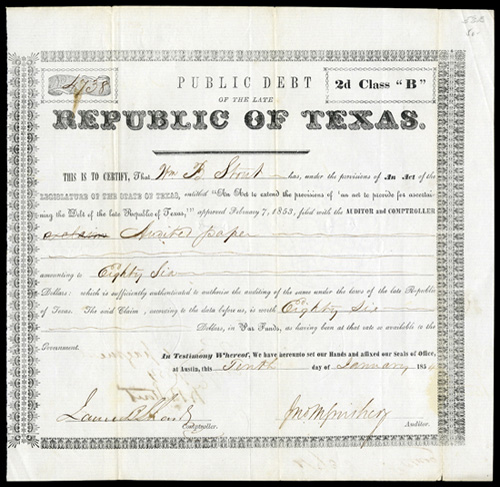 4738
PUBLIC DEBT
2d Class "B"
OF THE LATE
REPUBLIC OF TEXAS.
THIS IS TO CERTIFY, That Wm Street has, under the provisions of An Act of the
LEGISLATURE OF THE STATE OF TEXAS, entitled "An Act to extend the provisions of 'an act to provide for ascertain-
ing the Debt of the late Republic of Texas,'" approved February 7, 1853, filed with the AUDITOR and COMPTROLLER
a claim Audited paper
amounting to Eighty Six
Dollars: which is sufficiently authenticated to authorize the auditing of the same under the laws of the late Republic
of Texas. The said Claim, according to the data before us, is worth Eighty Six
Dollars, in Par Funds, as having been at that rate so available to the
Government.
In Testimony Whereof, We have hereunto set our Hands and affixed our Seals of Office,
at Austin, this Tenth day of January 185
Comptroller.
Auditor.